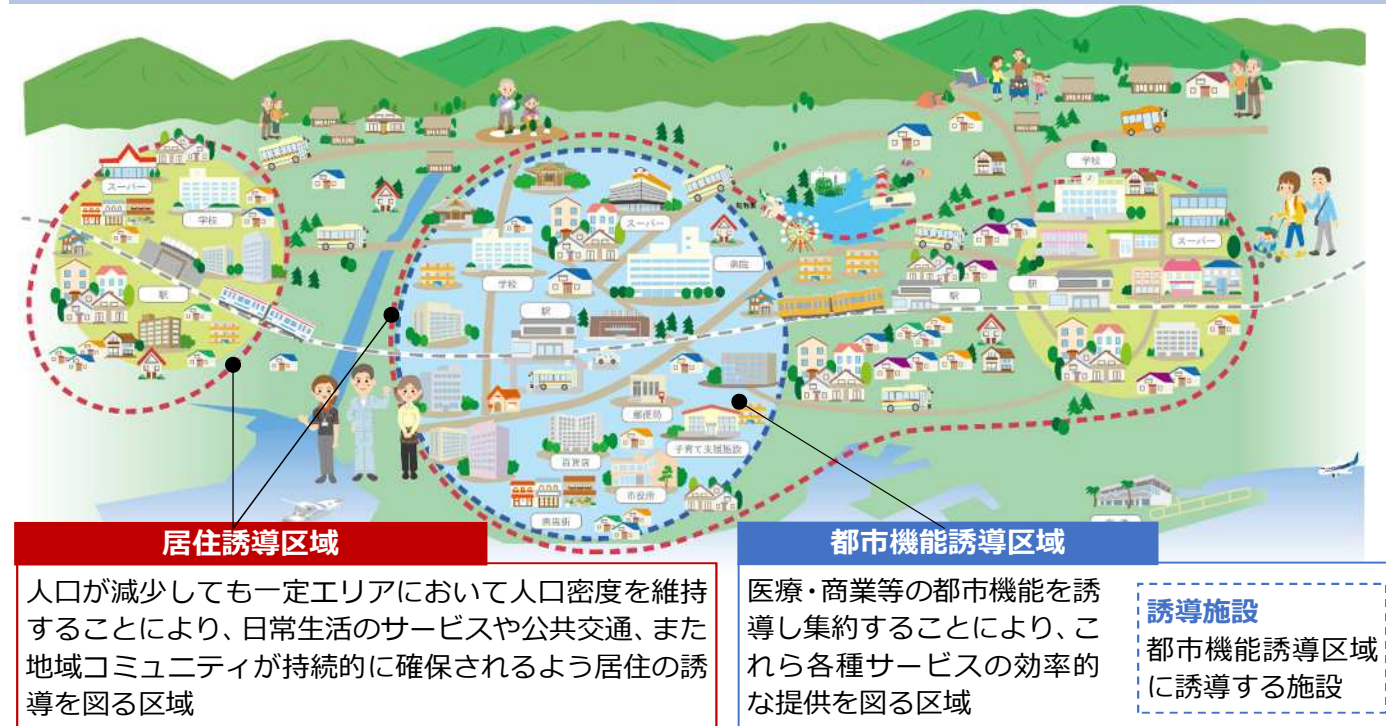 学校
スーパー
スーパー
学校
スーパー
病院
学校
駅
駅
駅
駅
郵便局
子育て支援施設
百貨店
市役所
商店街
居住誘導区域
人口が減少しても一定エリアにおいて人口密度を維持
することにより、日常生活のサービスや公共交通、また
地域コミュニティが持続的に確保されるよう居住の誘
導を図る区域
都市機能誘導区域
医療・商業等の都市機能を誘
導し集約することにより、こ
れら各種サービスの効率的
な提供を図る区域
誘導施設
都市機能誘導区域
に誘導する施設